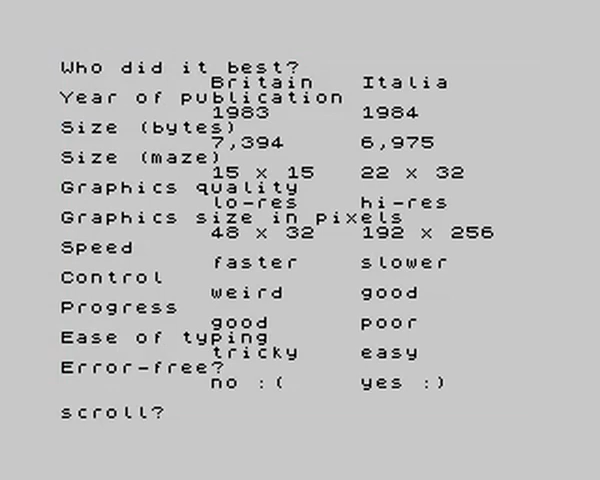 Who did it best?
Britain Italia
Year of publication
1983 1984
Size (bytes)
7,394 6,975
Size (maze)
15 x 15 22 x 32
Graphics quality
lo-res hi-res
Graphics size in pixels
48 x 32 192 x 256
Speed
faster slower
Control
weird good
Progress
good poor
Ease of typing
tricky easy
Error-free?
no :( yes :)
scroll?